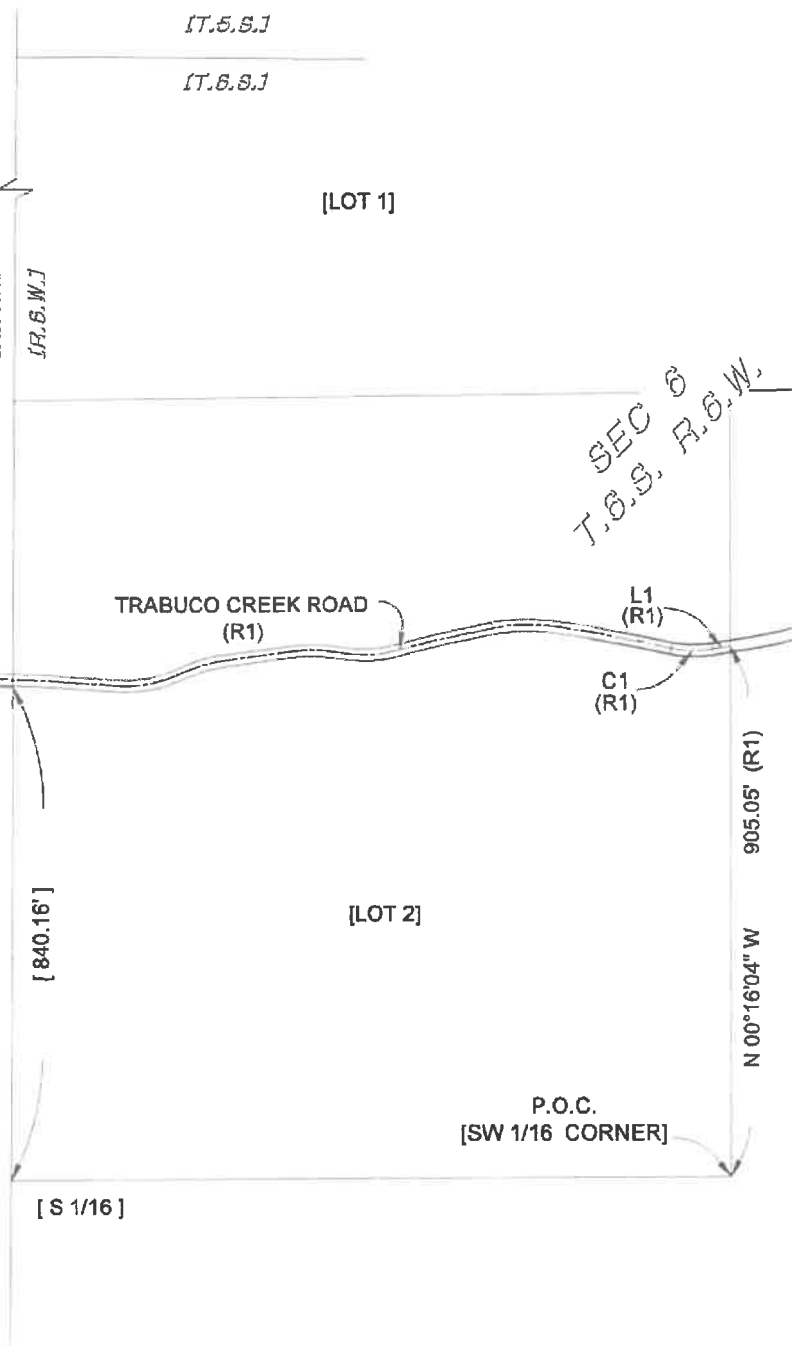 [T.5.S.]
[T.6.S.]
[LOT 1]
[R.6.W.]
SEC 6
T.6.S. R.6.W.
TRABUCO CREEK ROAD
(R1)
L1
(R1)
C1
(R1)
905.05' (R1)
N 00°16'04" W
[ 840.16' ]
[LOT 2]
P.O.C.
[SW 1/16 CORNER]
[ S 1/16 ]